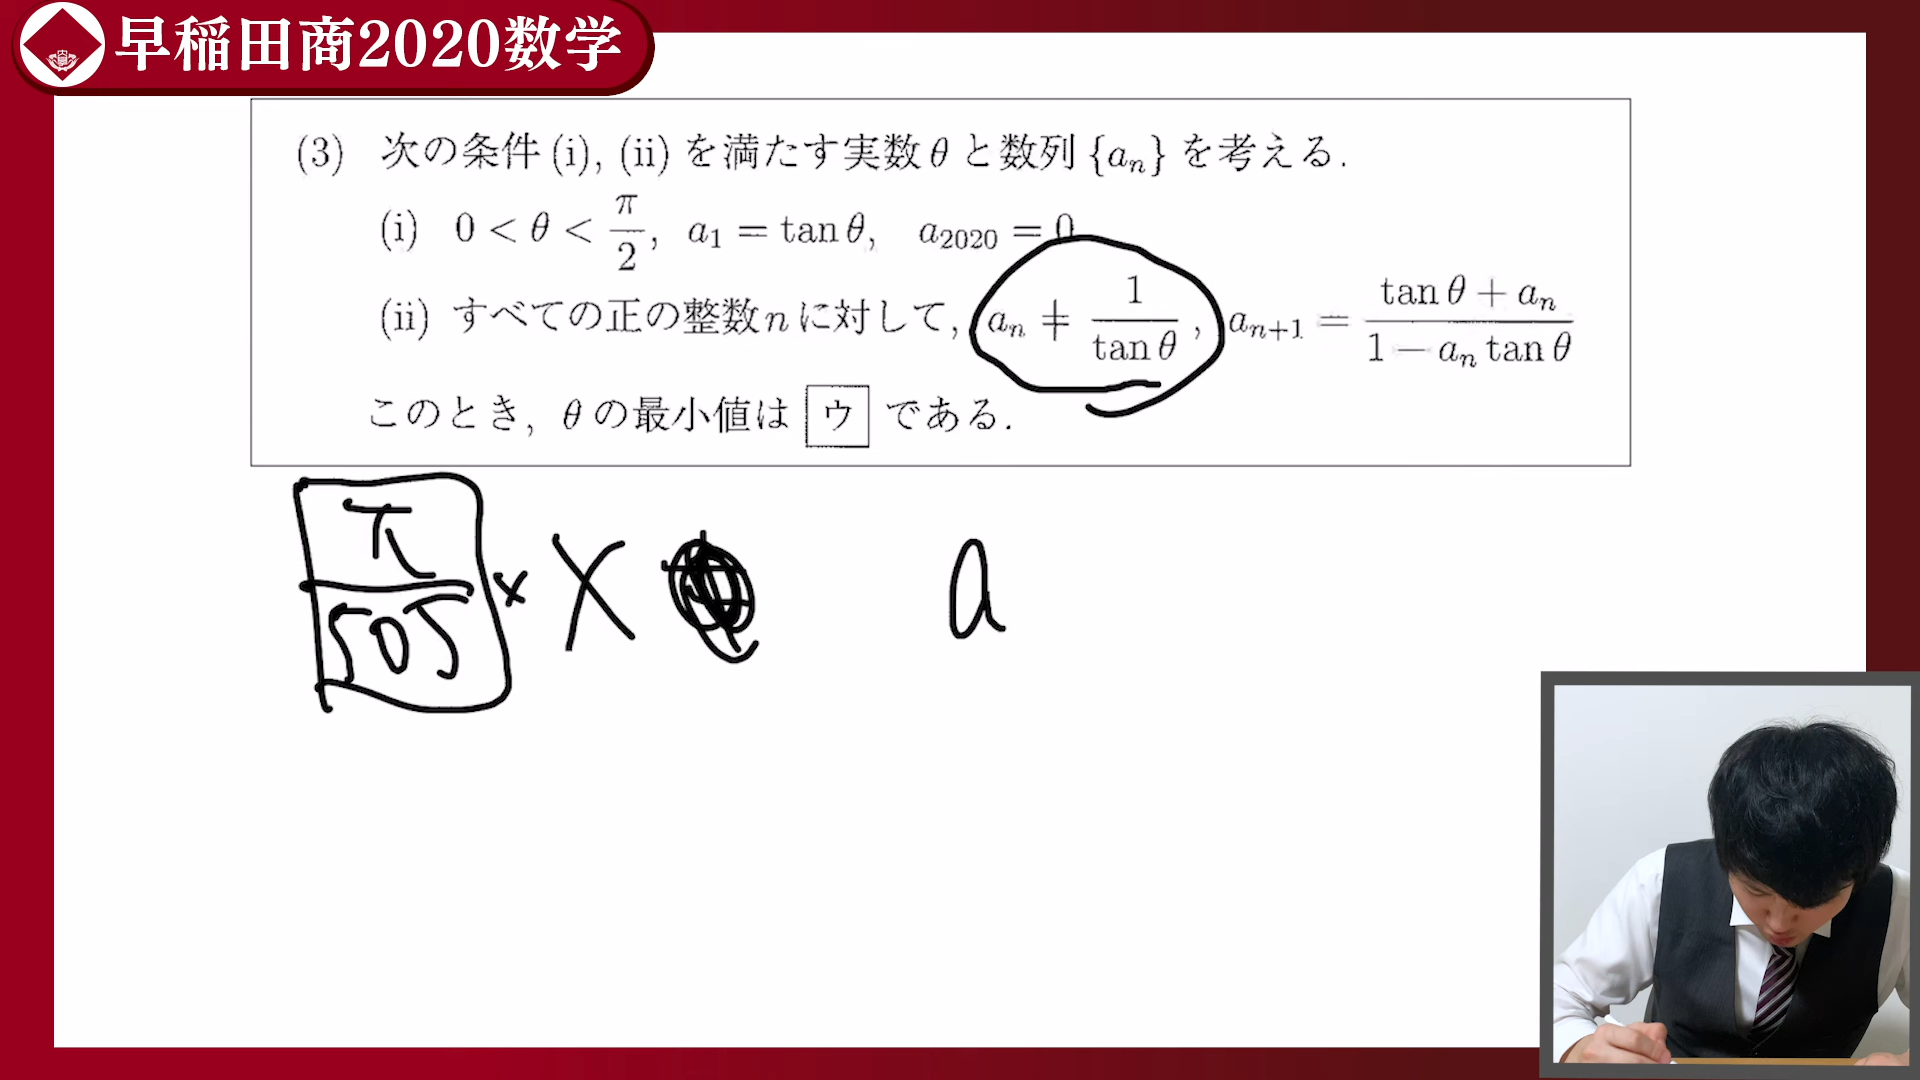 早稲田商2020数学
(3) 次の条件 (i), (ii) を満たす実数 θ と数列 {aₙ} を考える.
(i) 0 < θ < π/2, a₁ = tan θ, a₂₀₂₀ = 0
(ii) すべての正の整数 n に対して, aₙ ≠ 1/tan θ, aₙ₊₁ = (tan θ + aₙ)/(1 − aₙ tan θ)
このとき, θ の最小値は ウ である.
π/505 × X a